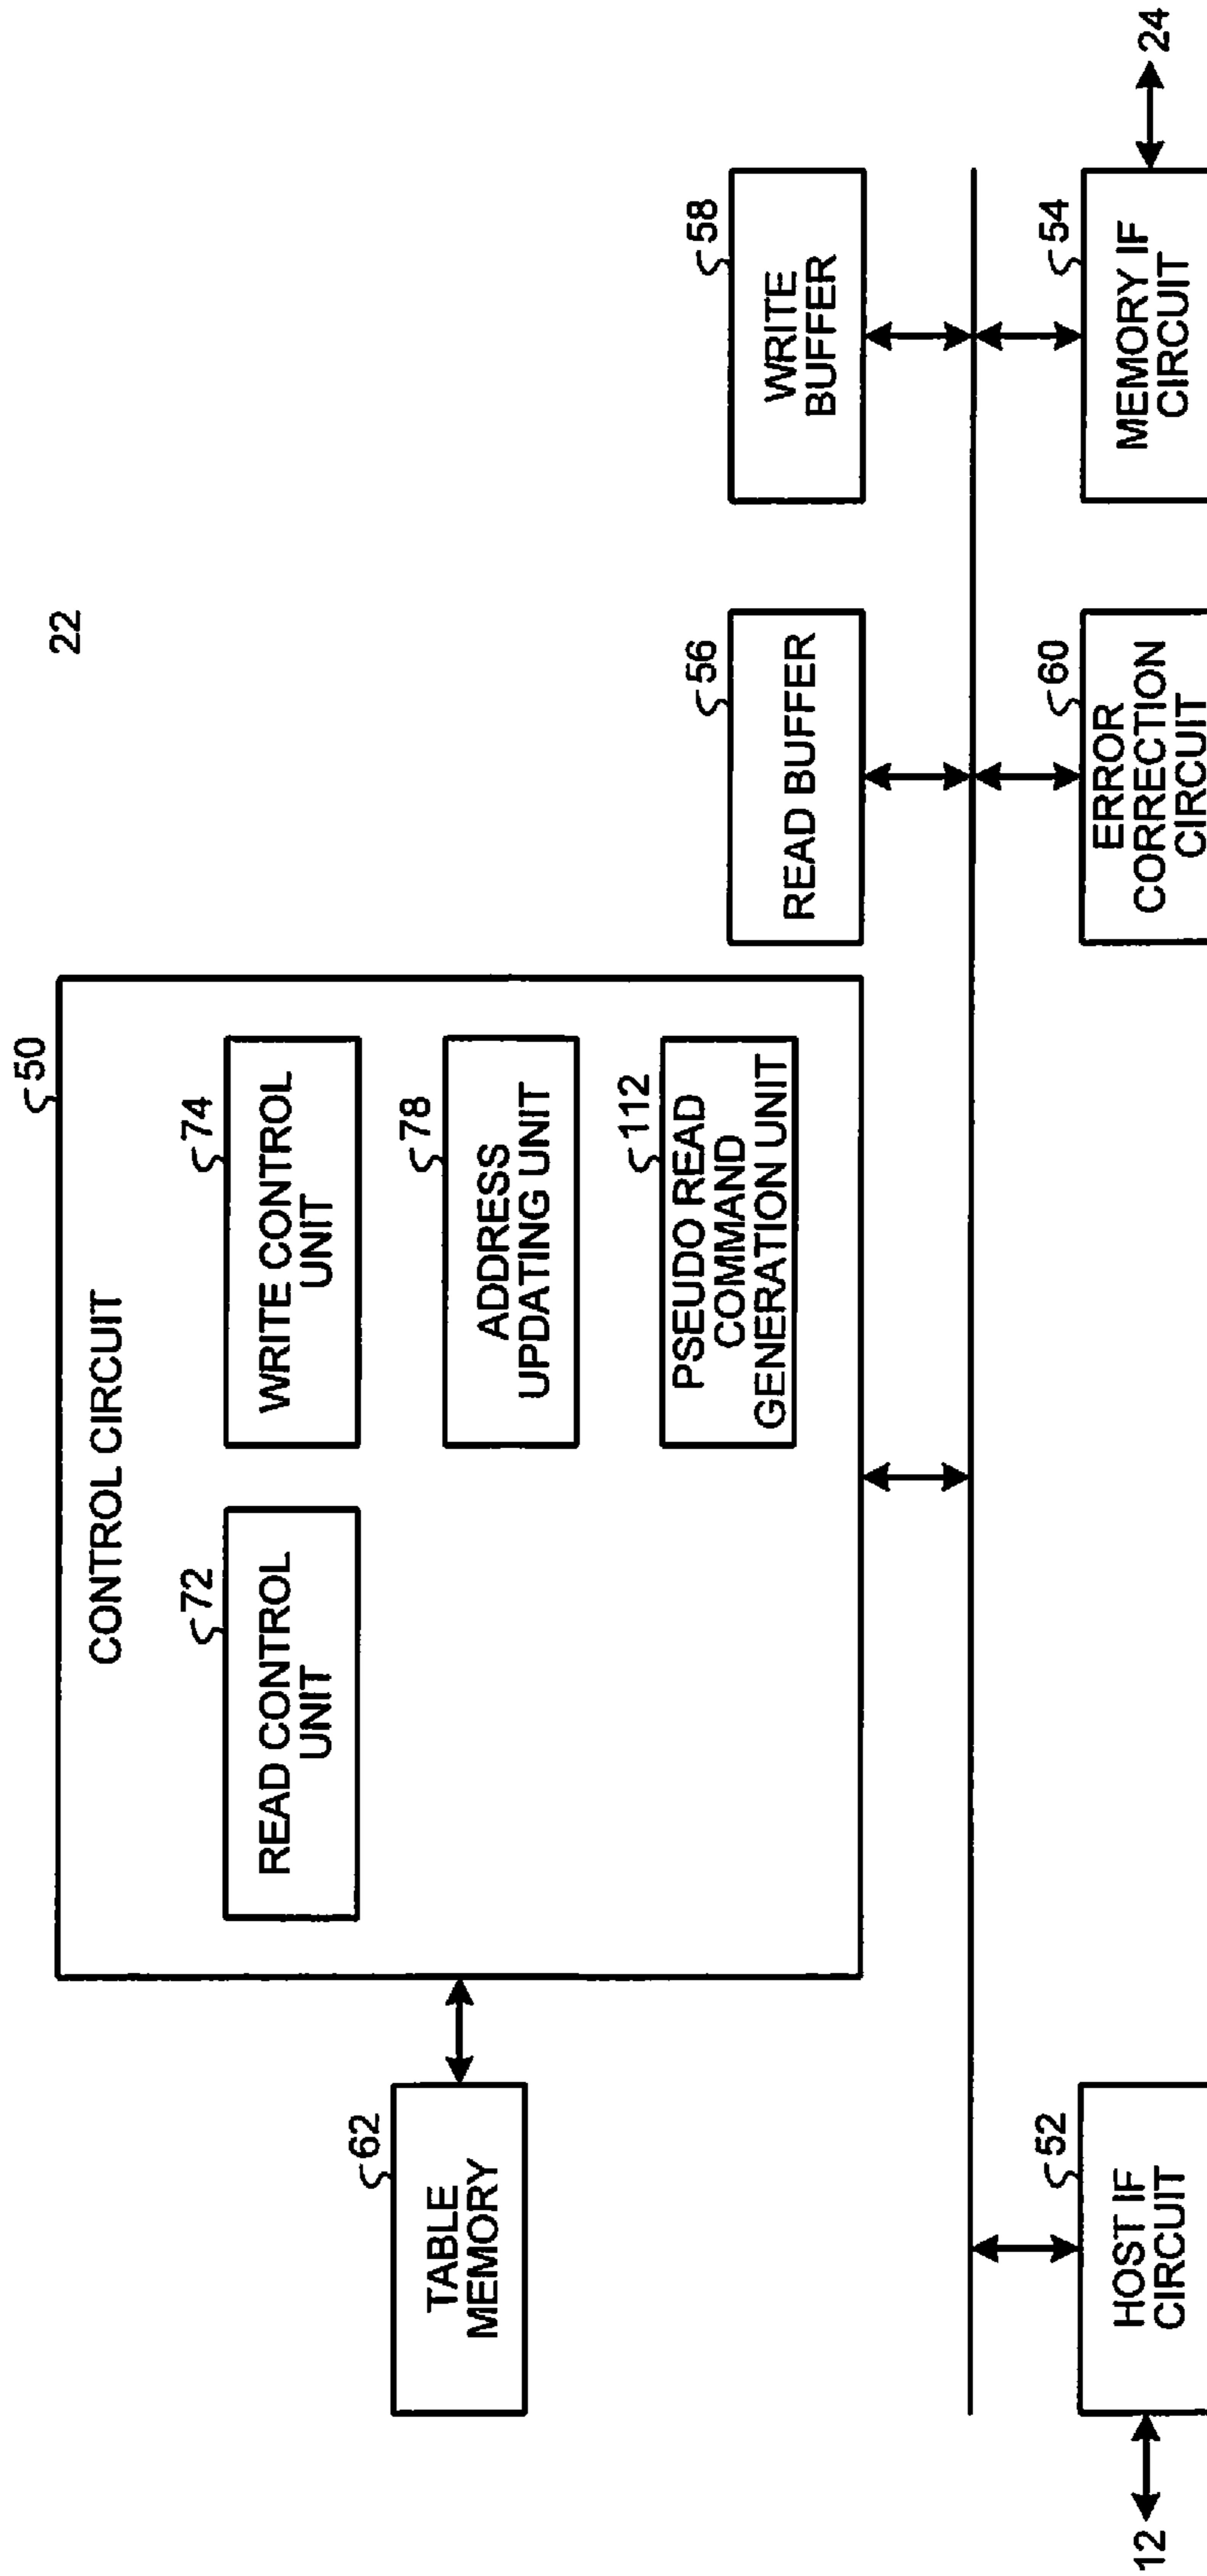 22
50
CONTROL CIRCUIT
72
READ CONTROL
UNIT
74
WRITE CONTROL
UNIT
78
ADDRESS
UPDATING UNIT
112
PSEUDO READ
COMMAND
GENERATION UNIT
62
TABLE
MEMORY
56
READ BUFFER
58
WRITE
BUFFER
12
52
HOST IF
CIRCUIT
60
ERROR
CORRECTION
CIRCUIT
54
MEMORY IF
CIRCUIT
24